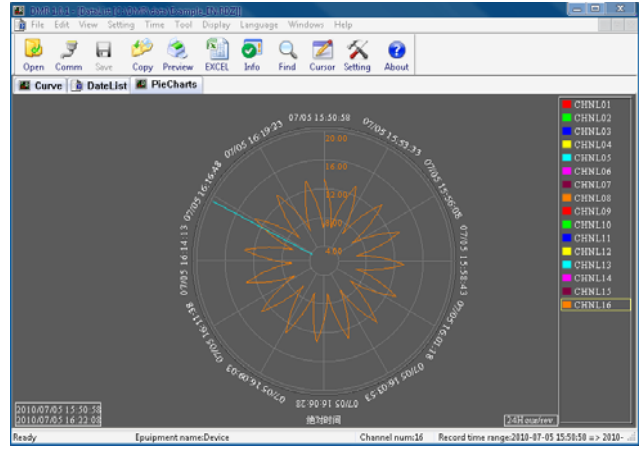 File Edit View Setting Time Tool Display Language Windows Help
Open Comm Save Copy Preview EXCEL Info Find Cursor Setting About
Curve DateList PieCharts
07/05 15:50:58
07/05 15:53:33
07/05 15:56:08
07/05 15:58:43
07/05 16:01:18
07/05 16:03:53
07/05 16:06:28
07/05 16:09:03
07/05 16:11:38
07/05 16:14:13
07/05 16:16:48
07/05 16:19:23
20.00
16.00
12.00
8.00
4.00
绝对时间
CHNL01
CHNL02
CHNL03
CHNL04
CHNL05
CHNL06
CHNL07
CHNL08
CHNL09
CHNL10
CHNL11
CHNL12
CHNL13
CHNL14
CHNL15
CHNL16
2010/07/05 15:50:58
2010/07/05 16:22:08
24Hour/rev
Ready Epuipment name:Device Channel num:16 Record time range:2010-07-05 15:50:58 => 2010-